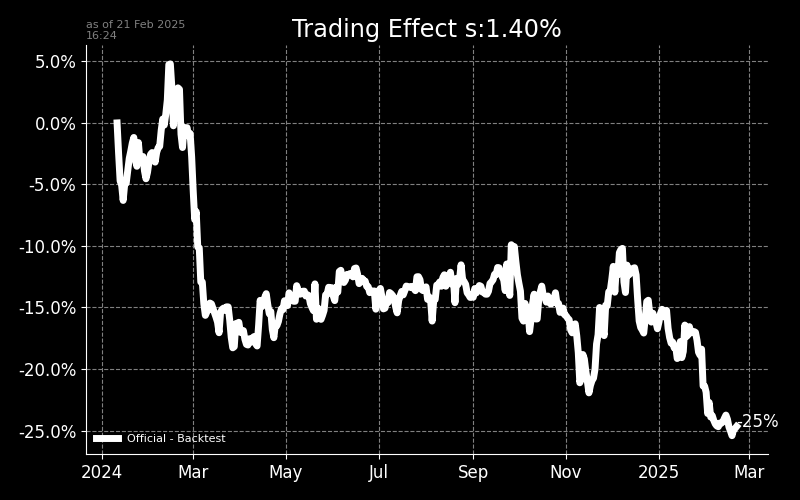 as of 21 Feb 2025
16:24
Trading Effect s:1.40%
5.0%
0.0%
-5.0%
-10.0%
-15.0%
-20.0%
-25.0%
-25%
Official - Backtest
2024 Mar May Jul Sep Nov 2025 Mar